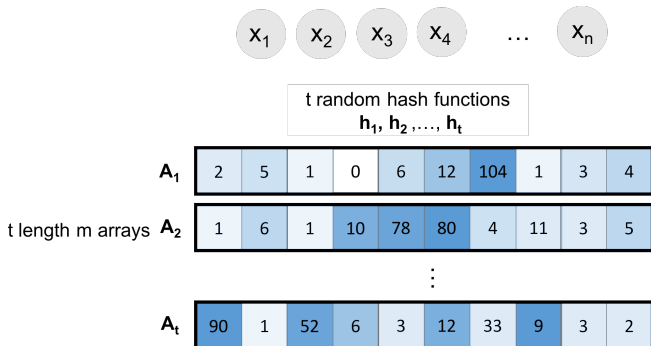 x1 x2 x3 x4 … xn
t random hash functions
h1, h2 ,…, ht
A1 2 5 1 0 6 12 104 1 3 4
t length m arrays A2 1 6 1 10 78 80 4 11 3 5
⋮
At 90 1 52 6 3 12 33 9 3 2